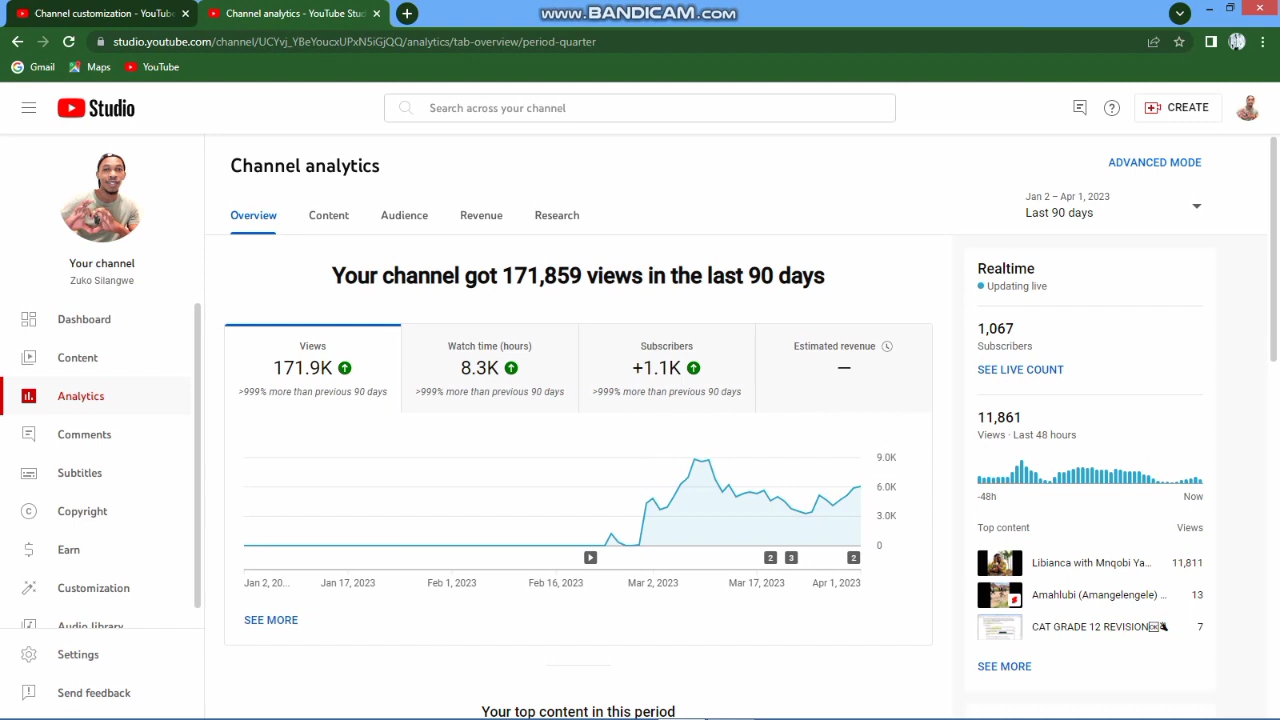 Channel customization - YouTube
Channel analytics - YouTube Stud
www.BANDICAM.com
studio.youtube.com/channel/UCYvj_YBeYoucxUPxN5iGjQQ/analytics/tab-overview/period-quarter
Gmail
Maps
YouTube
Studio
Search across your channel
CREATE
Your channel
Zuko Silangwe
Dashboard
Content
Analytics
Comments
Subtitles
Copyright
Earn
Customization
Audio library
Settings
Send feedback
Channel analytics
ADVANCED MODE
Overview
Content
Audience
Revenue
Research
Jan 2 – Apr 1, 2023
Last 90 days
Your channel got 171,859 views in the last 90 days
Views
171.9K
>999% more than previous 90 days
Watch time (hours)
8.3K
>999% more than previous 90 days
Subscribers
+1.1K
>999% more than previous 90 days
Estimated revenue
—
9.0K
6.0K
3.0K
0
2
3
2
Jan 2, 20...
Jan 17, 2023
Feb 1, 2023
Feb 16, 2023
Mar 2, 2023
Mar 17, 2023
Apr 1, 2023
SEE MORE
Your top content in this period
Realtime
Updating live
1,067
Subscribers
SEE LIVE COUNT
11,861
Views · Last 48 hours
-48h
Now
Top content
Views
Libianca with Mnqobi Ya...
11,811
Amahlubi (Amangelengele) ...
13
CAT GRADE 12 REVISION🆗✎
7
SEE MORE